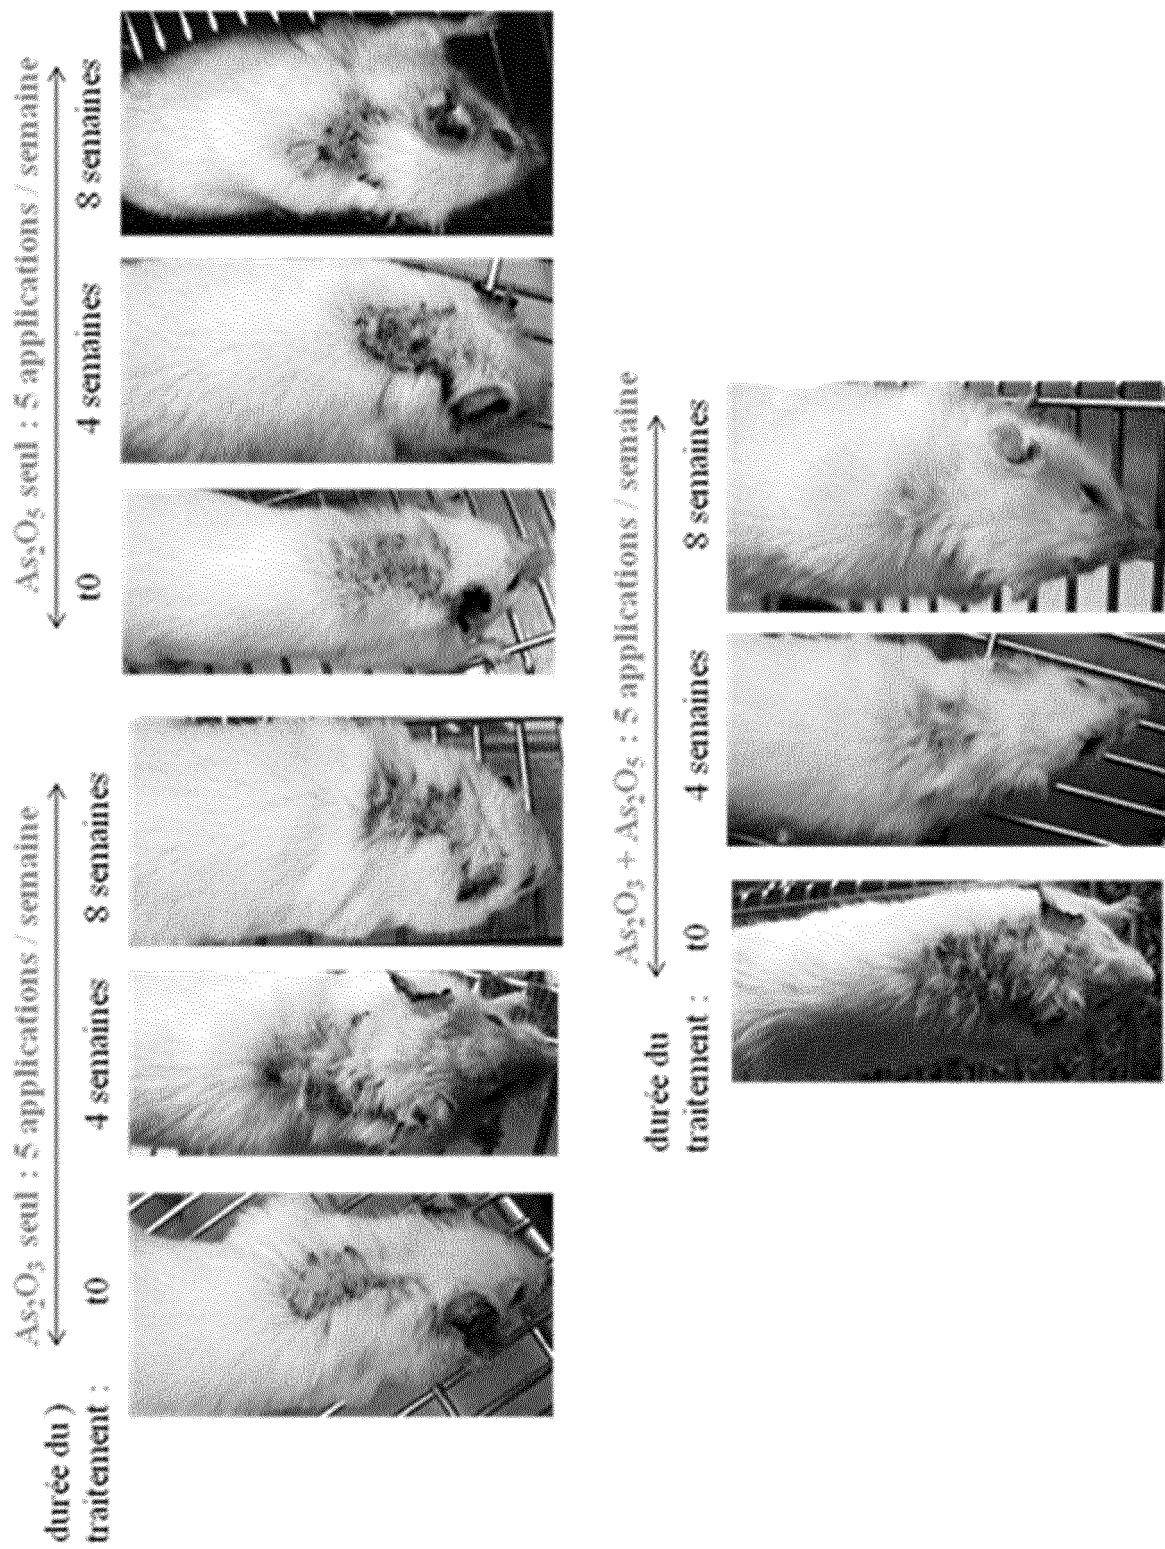 As₂O₃ seul : 5 applications / semaine
As₂O₅ seul : 5 applications / semaine
durée du )
traitement :
t0
4 semaines
8 semaines
t0
4 semaines
8 semaines
As₂O₃ + As₂O₅ : 5 applications / semaine
durée du
traitement :
t0
4 semaines
8 semaines